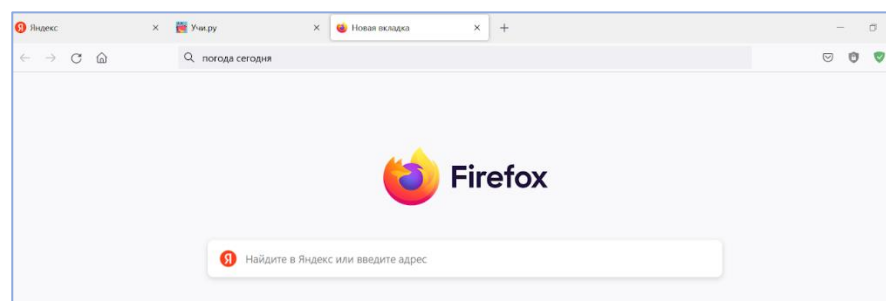 Яндекс Учи.ру Новая вкладка
погода сегодня
Firefox
Найдите в Яндекс или введите адрес